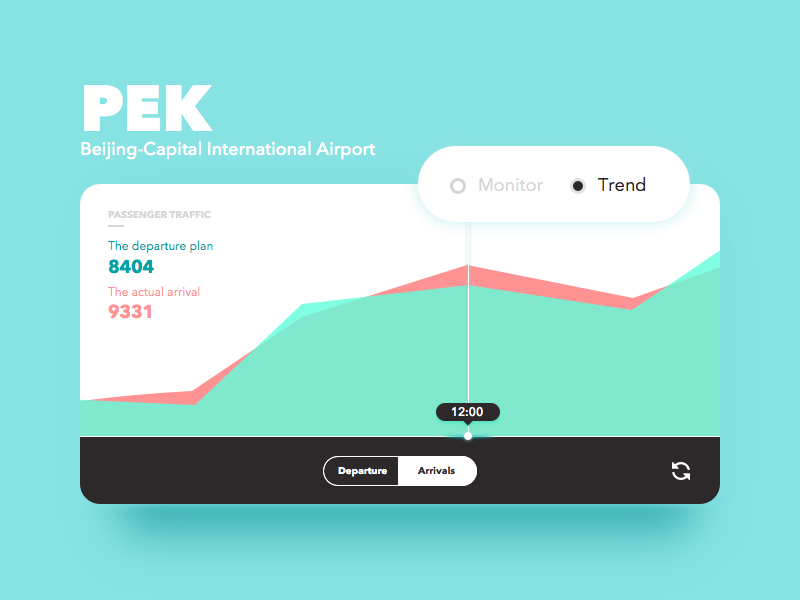 PEK
Beijing-Capital International Airport
Monitor
Trend
PASSENGER TRAFFIC
The departure plan
8404
The actual arrival
9331
12:00
Departure
Arrivals